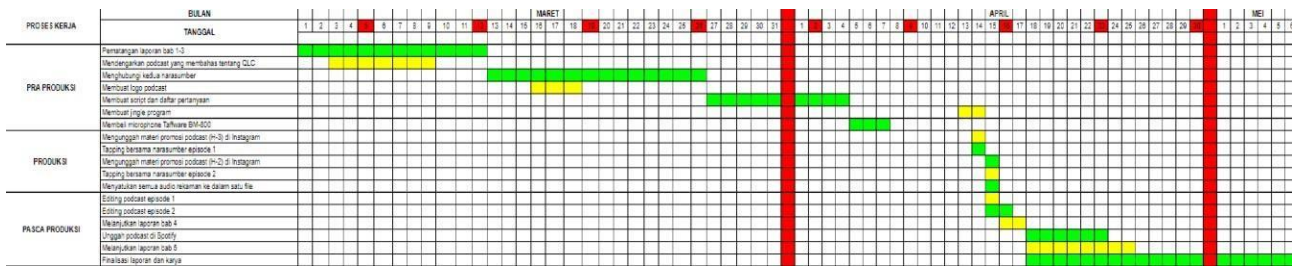 PROSES KERJA
BULAN MARET APRIL MEI
TANGGAL 1 2 3 4 5 6 7 8 9 10 11 12 13 14 15 16 17 18 19 20 21 22 23 24 25 26 27 28 29 30 31 1 2 3 4 5 6 7 8 9 10 11 12 13 14 15 16 17 18 19 20 21 22 23 24 25 26 27 28 29 30 1 2 3 4 5 6
PRA PRODUKSI
Pematangan laporan bab 1-3
Mendengarkan podcast yang membahas tentang QLC
Menghubungi kedua narasumber
Membuat logo podcast
Membuat script dan daftar pertanyaan
Membuat jingle program
Membeli microphone Taffware BM-800
PRODUKSI
Mengunggah materi promosi podcast (H-3) di Instagram
Tapping bersama narasumber episode 1
Mengunggah materi promosi podcast (H-2) di Instagram
Tapping bersama narasumber episode 2
Menyatukan semua audio rekaman ke dalam satu file
PASCA PRODUKSI
Editing podcast episode 1
Editing podcast episode 2
Melanjutkan laporan bab 4
Unggah podcast di Spotify
Melanjutkan laporan bab 5
Finalisasi laporan dan karya